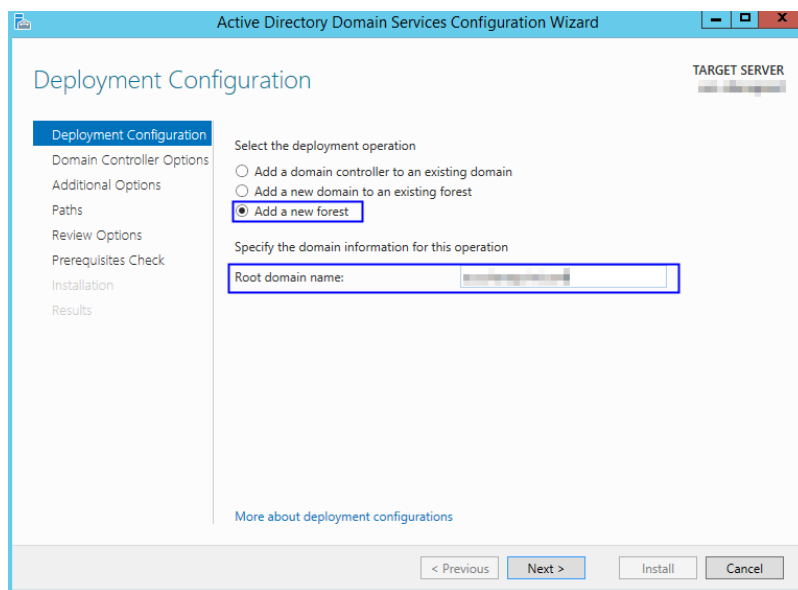 Active Directory Domain Services Configuration Wizard
Deployment Configuration
TARGET SERVER
Deployment Configuration
Domain Controller Options
Additional Options
Paths
Review Options
Prerequisites Check
Installation
Results
Select the deployment operation
Add a domain controller to an existing domain
Add a new domain to an existing forest
Add a new forest
Specify the domain information for this operation
Root domain name:
More about deployment configurations
< Previous
Next >
Install
Cancel